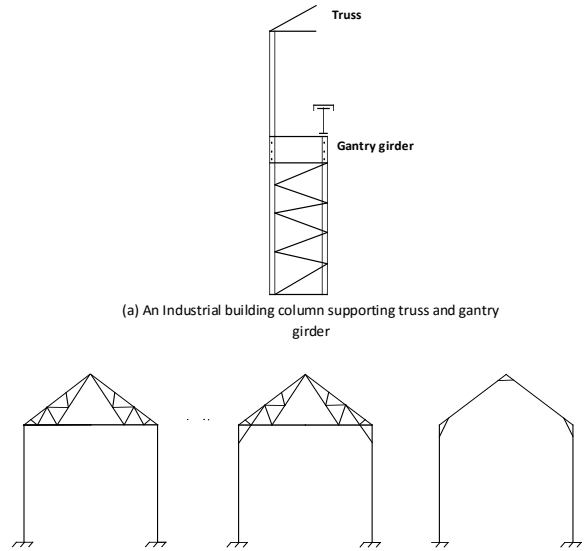 Truss
Gantry girder
(a) An Industrial building column supporting truss and gantry
girder